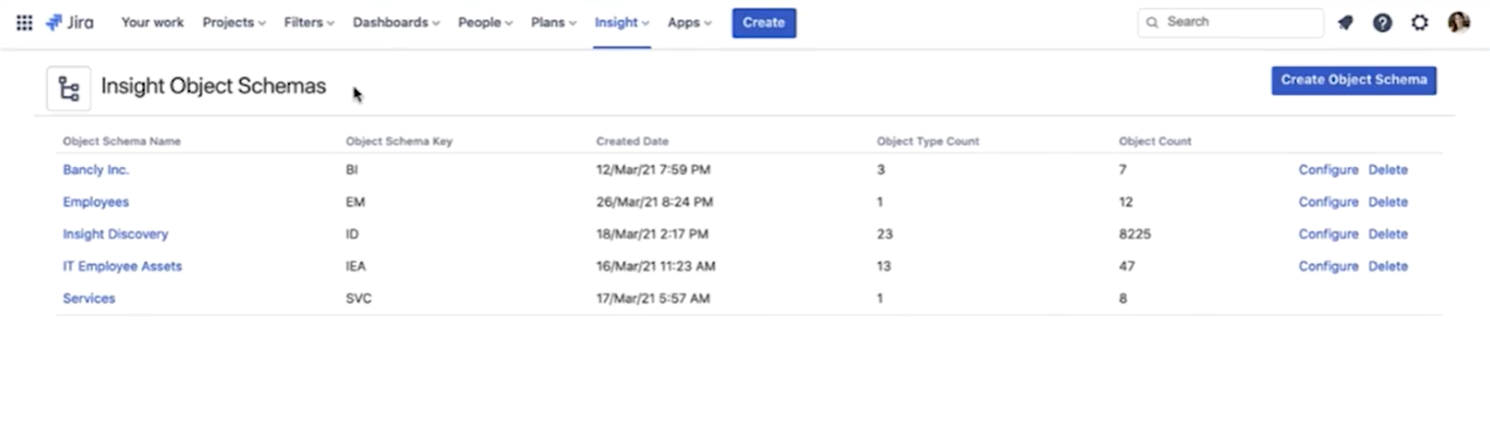 Jira Your work Projects Filters Dashboards People Plans Insight Apps Create Search
Insight Object Schemas Create Object Schema
Object Schema Name Object Schema Key Created Date Object Type Count Object Count
Bancly Inc. BI 12/Mar/21 7:59 PM 3 7 Configure Delete
Employees EM 26/Mar/21 8:24 PM 1 12 Configure Delete
Insight Discovery ID 18/Mar/21 2:17 PM 23 8225 Configure Delete
IT Employee Assets IEA 16/Mar/21 11:23 AM 13 47 Configure Delete
Services SVC 17/Mar/21 5:57 AM 1 8